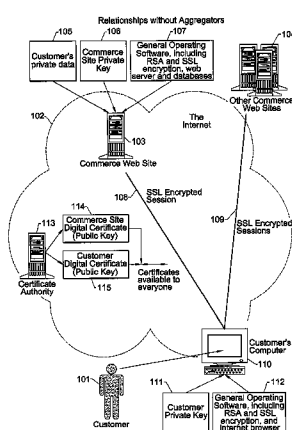 Relationships without Aggregators
105
106
107
Customer's
private data
Commerce
Site Private
Key
General Operating
Software, including
RSA and SSL
encryption, web
server and databases
104
Other Commerce
Web Sites
102
103
The
Internet
Commerce Web Site
108
SSL Encrypted
Session
109
SSL Encrypted
Sessions
113
114
Commerce Site
Digital Certificate
(Public Key)
Customer
Digital Certificate
(Public Key)
115
Certificates
available to
everyone
Certificate
Authority
Customer's
Computer
110
101
Customer
111
Customer
Private Key
112
General Operating
Software, including
RSA and SSL
encryption, and
Internet browser